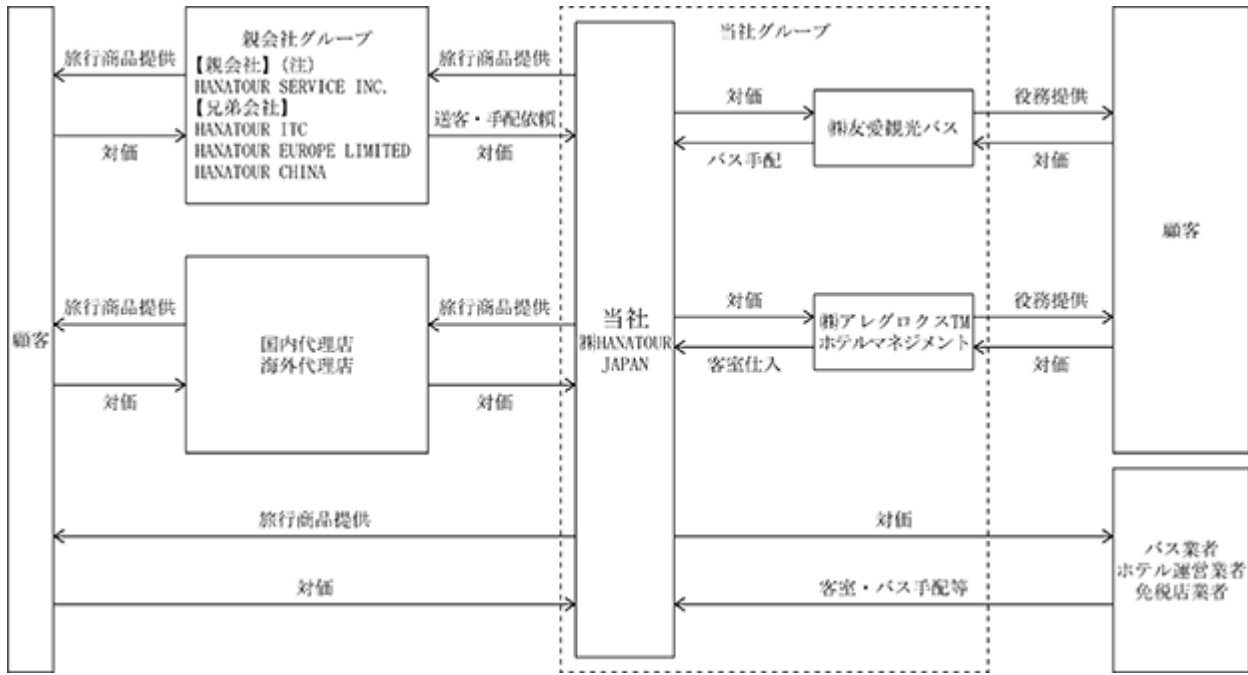 顧客
旅行商品提供
対価
親会社グループ
【親会社】(注)
HANATOUR SERVICE INC.
【兄弟会社】
HANATOUR ITC
HANATOUR EUROPE LIMITED
HANATOUR CHINA
旅行商品提供
送客・手配依頼
対価
旅行商品提供
対価
国内代理店
海外代理店
旅行商品提供
対価
旅行商品提供
対価
当社グループ
当社
㈱HANATOUR
JAPAN
対価
バス手配
㈱友愛観光バス
役務提供
対価
対価
客室仕入
㈱アレグロクスTM
ホテルマネジメント
役務提供
対価
顧客
対価
客室・バス手配等
バス業者
ホテル運営業者
免税店業者